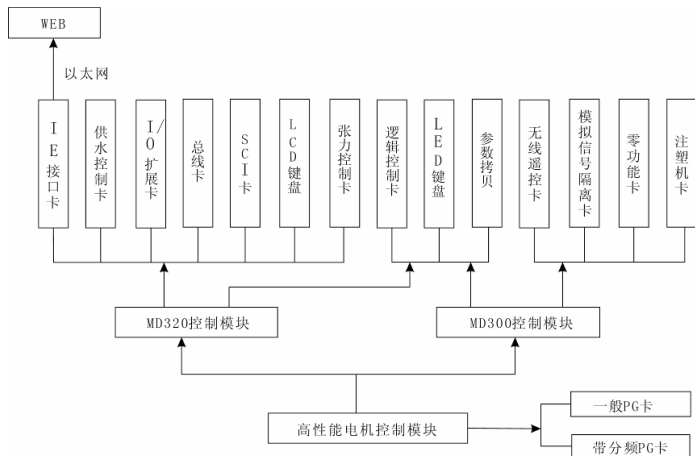 WEB
以太网
IE接口卡
供水控制卡
I/O扩展卡
总线卡
SCI卡
LCD键盘
张力控制卡
逻辑控制卡
LED键盘
参数拷贝
无线遥控卡
模拟信号隔离卡
零功能卡
注塑机卡
MD320控制模块
MD300控制模块
高性能电机控制模块
一般PG卡
带分频PG卡